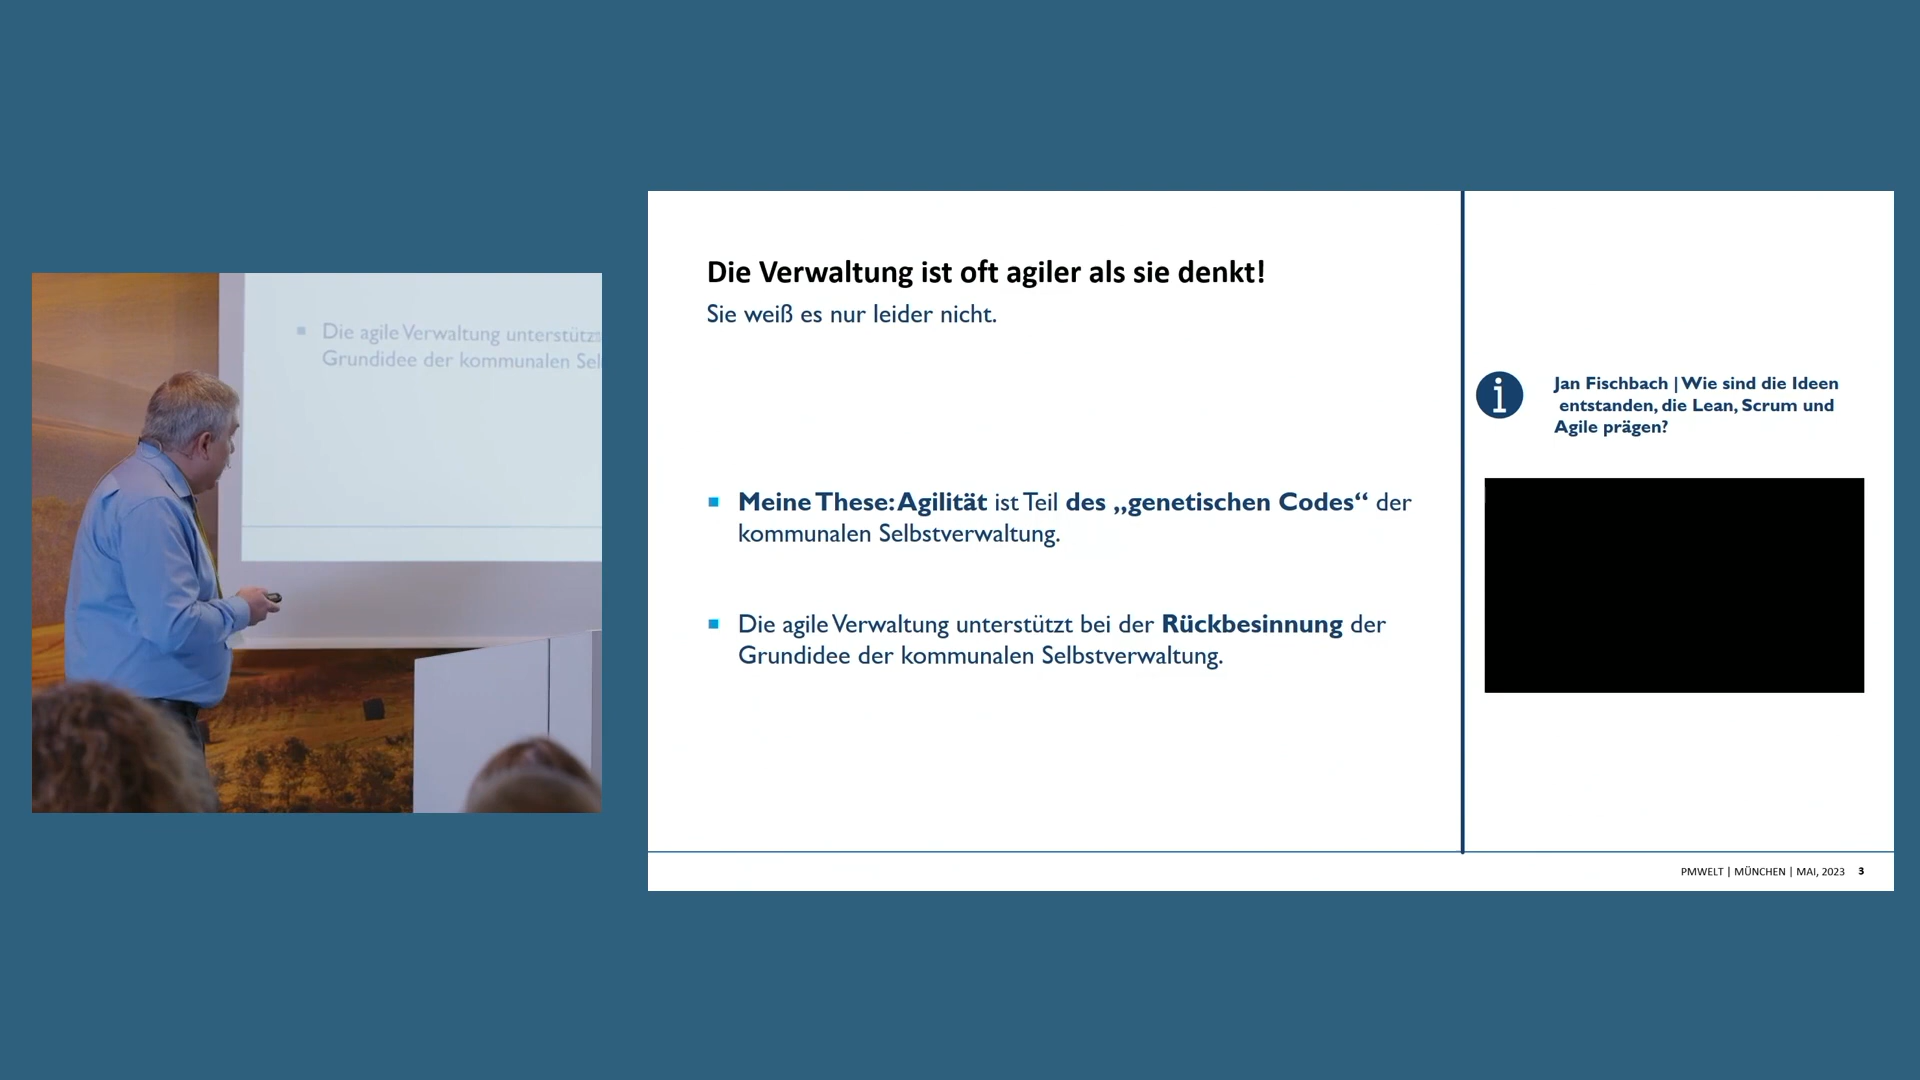 Die agile Verwaltung unterstütz
Grundidee der kommunalen Sel
Die Verwaltung ist oft agiler als sie denkt!
Sie weiß es nur leider nicht.
Meine These: Agilität ist Teil des „genetischen Codes“ der
kommunalen Selbstverwaltung.
Die agile Verwaltung unterstützt bei der Rückbesinnung der
Grundidee der kommunalen Selbstverwaltung.
i
Jan Fischbach | Wie sind die Ideen
entstanden, die Lean, Scrum und
Agile prägen?
PMWELT | MÜNCHEN | MAI, 2023 3